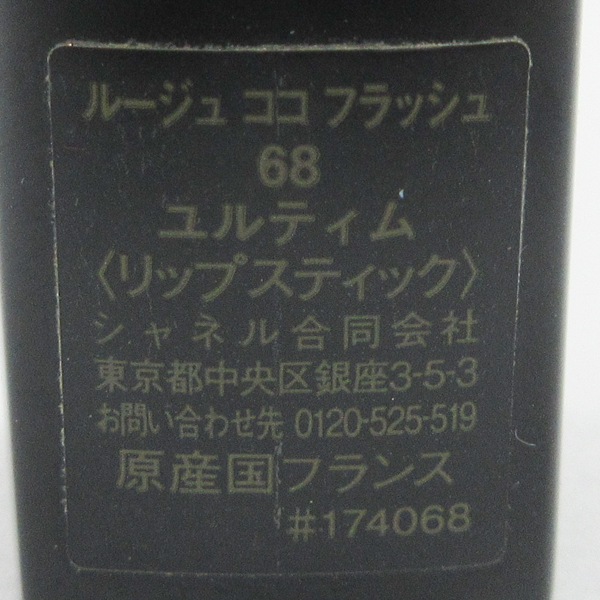 ルージュ ココ フラッシュ
68
ユルティム
〈リップスティック〉
シャネル合同会社
東京都中央区銀座3-5-3
お問い合わせ先 0120-525-519
原産国フランス
#174068